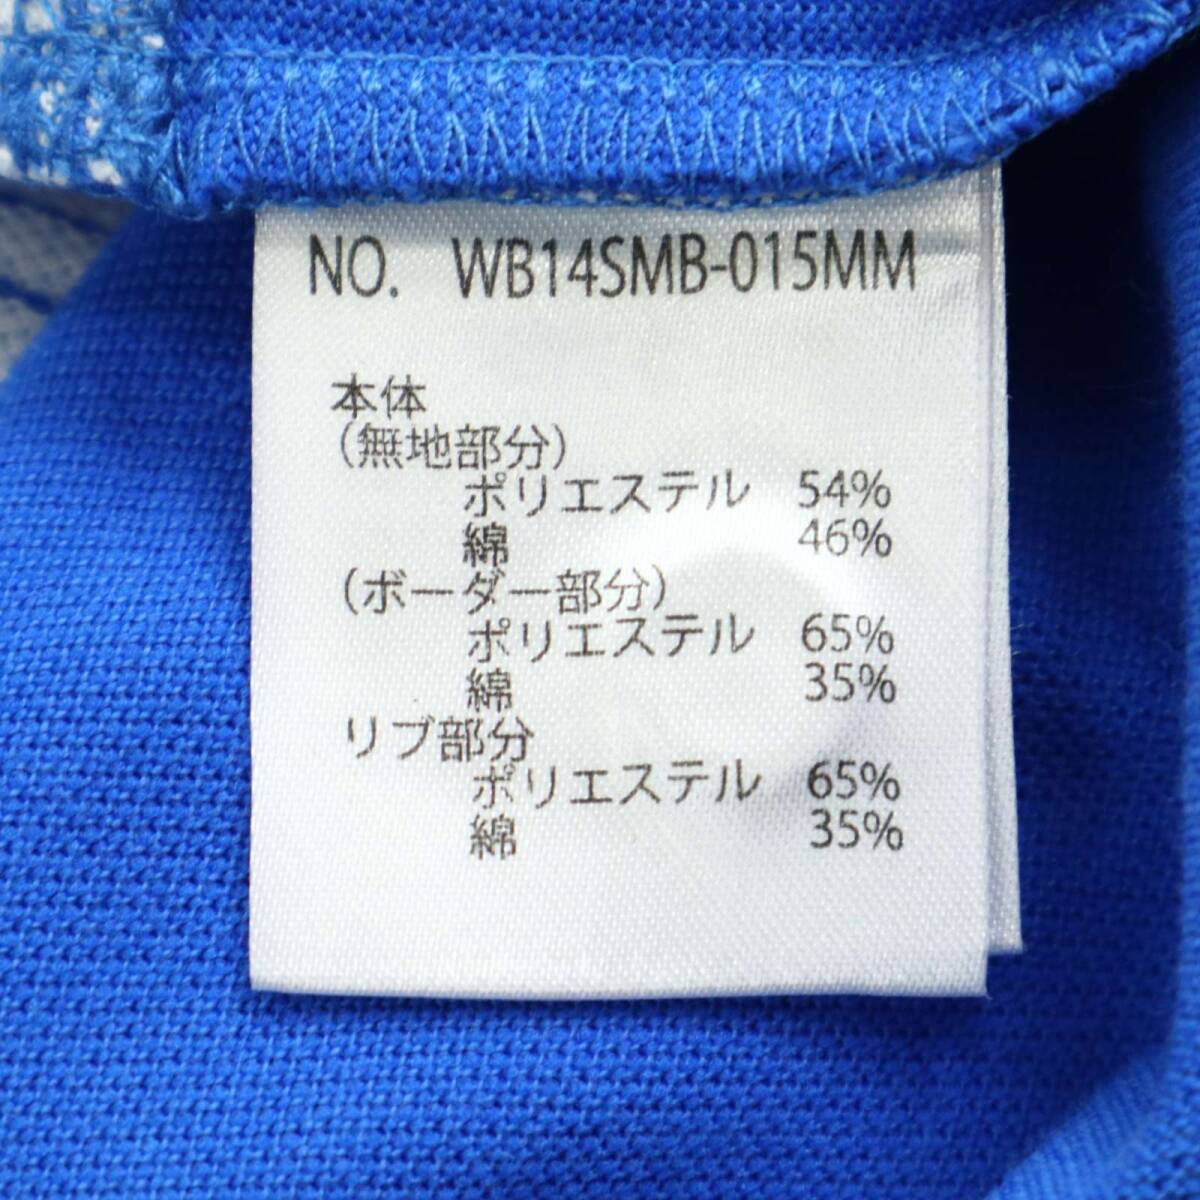 NO. WB14SMB-015MM
本体
(無地部分)
ポリエステル 54%
綿 46%
(ボーダー部分)
ポリエステル 65%
綿 35%
リブ部分
ポリエステル 65%
綿 35%